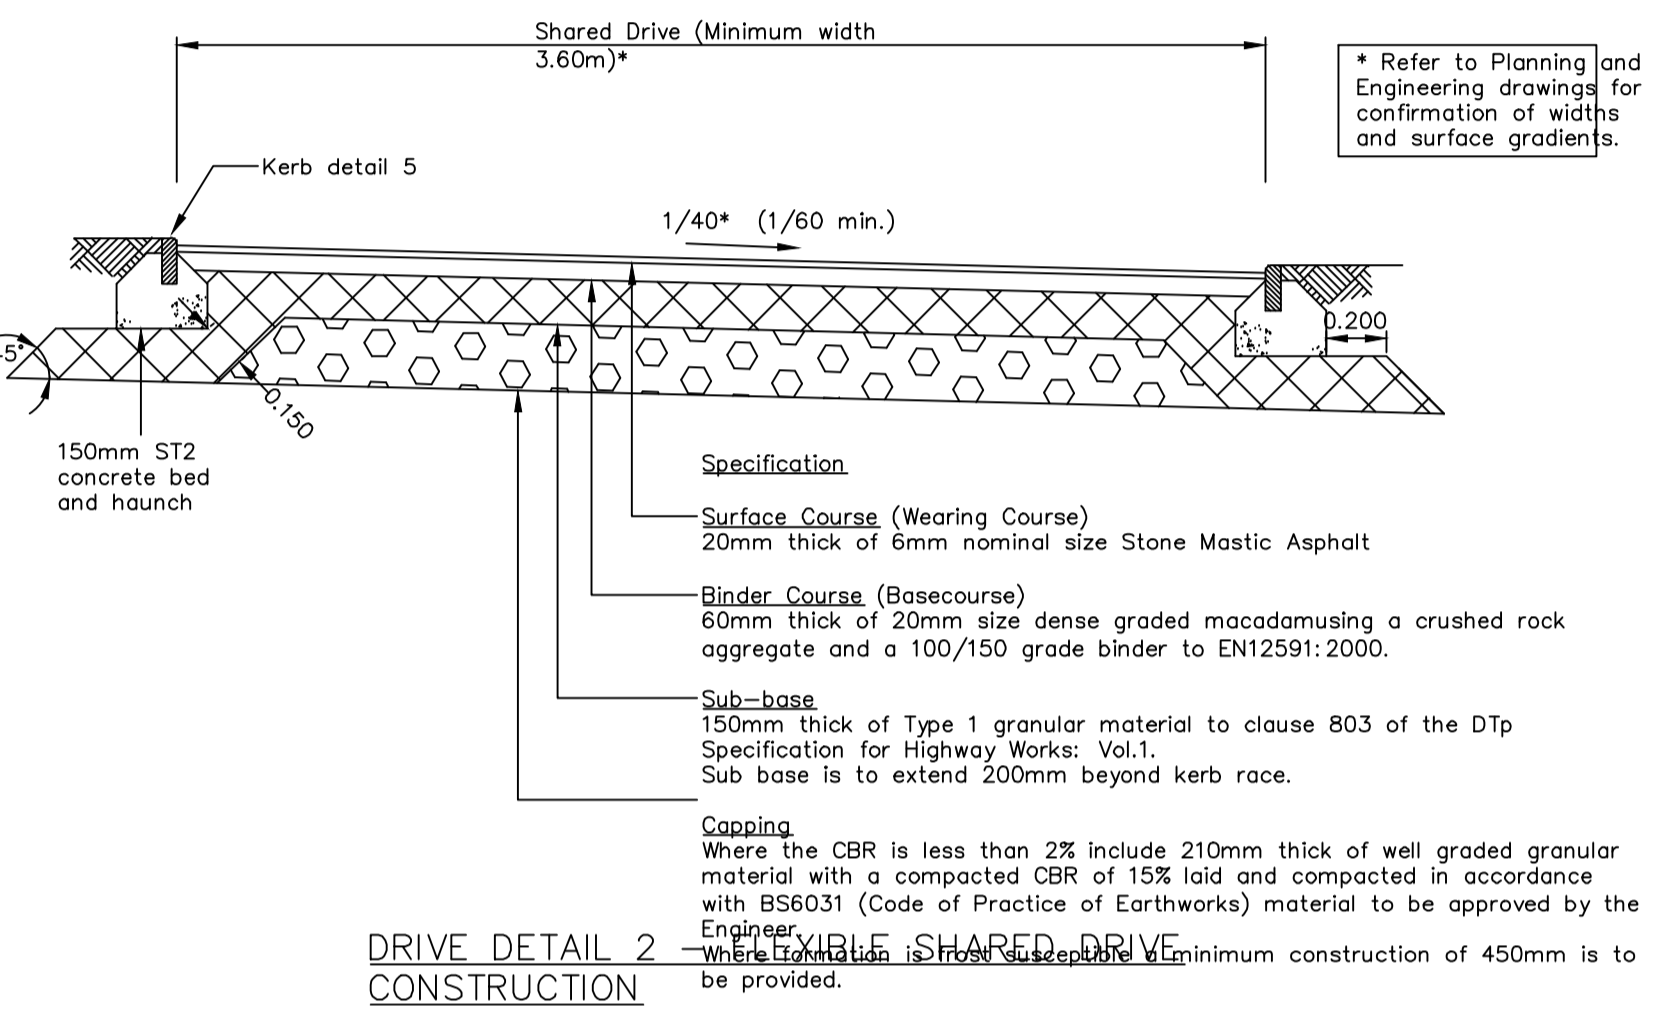 Shared Drive (Minimum width
3.60m)*
* Refer to Planning and
Engineering drawings for
confirmation of widths
and surface gradients.
Kerb detail 5
1/40* (1/60 min.)
0.200
5°
0.150
150mm ST2
concrete bed
and haunch
Specification
Surface Course (Wearing Course)
20mm thick of 6mm nominal size Stone Mastic Asphalt
Binder Course (Basecourse)
60mm thick of 20mm size dense graded macadamusing a crushed rock
aggregate and a 100/150 grade binder to EN12591:2000.
Sub-base
150mm thick of Type 1 granular material to clause 803 of the DTp
Specification for Highway Works: Vol.1.
Sub base is to extend 200mm beyond kerb race.
Capping
Where the CBR is less than 2% include 210mm thick of well graded granular
material with a compacted CBR of 15% laid and compacted in accordance
with BS6031 (Code of Practice of Earthworks) material to be approved by the
Engineer.
Where formation is frost susceptible a minimum construction of 450mm is to
be provided.
DRIVE DETAIL 2 – FLEXIBLE SHARED DRIVE
CONSTRUCTION